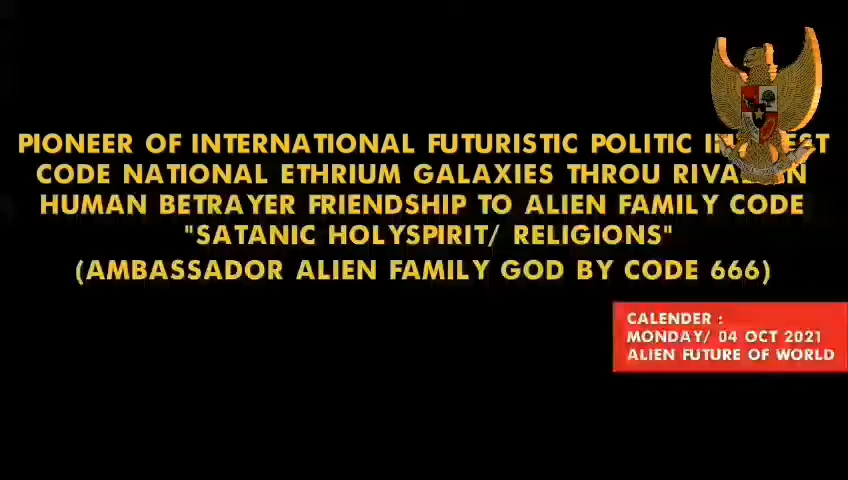 PIONEER OF INTERNATIONAL FUTURISTIC POLITIC
CODE NATIONAL ETHRIUM GALAXIES THROU
HUMAN BETRAYER FRIENDSHIP TO ALIEN FAMILY CODE
"SATANIC HOLYSPIRIT/ RELIGIONS"
(AMBASSADOR ALIEN FAMILY GOD BY CODE 666)
CALENDER :
MONDAY/ 04 OCT 2021
ALIEN FUTURE OF WORLD